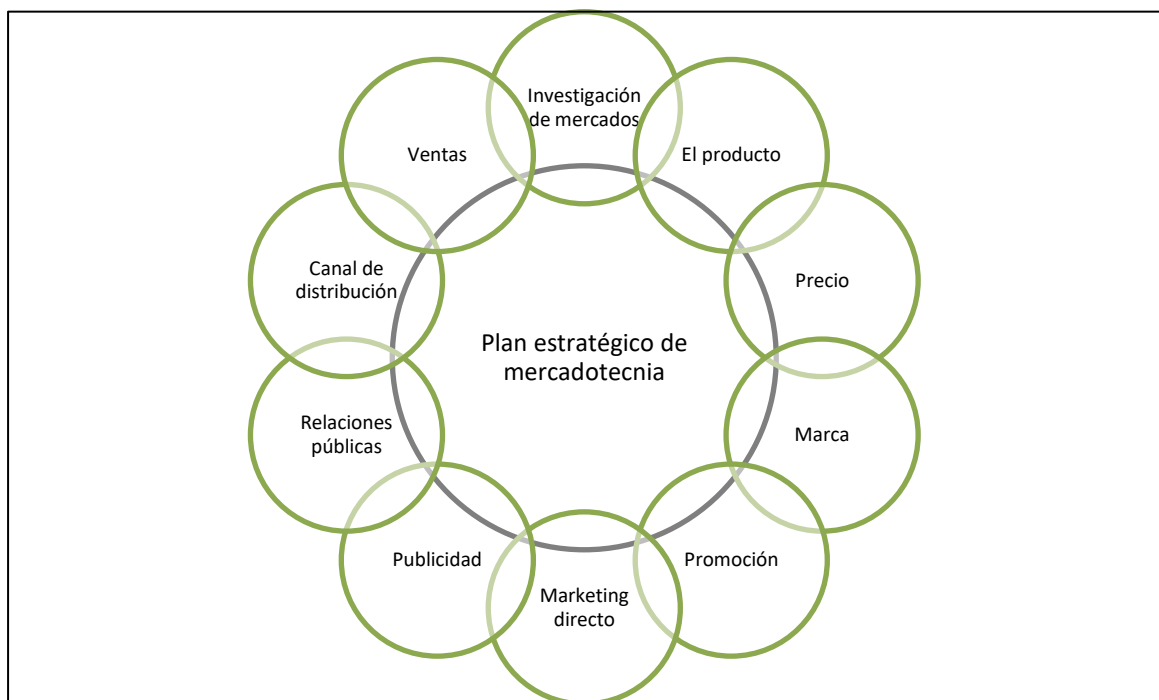 Investigación
de mercados
El producto
Precio
Marca
Promoción
Marketing
directo
Publicidad
Relaciones
públicas
Canal de
distribución
Ventas
Plan estratégico de
mercadotecnia